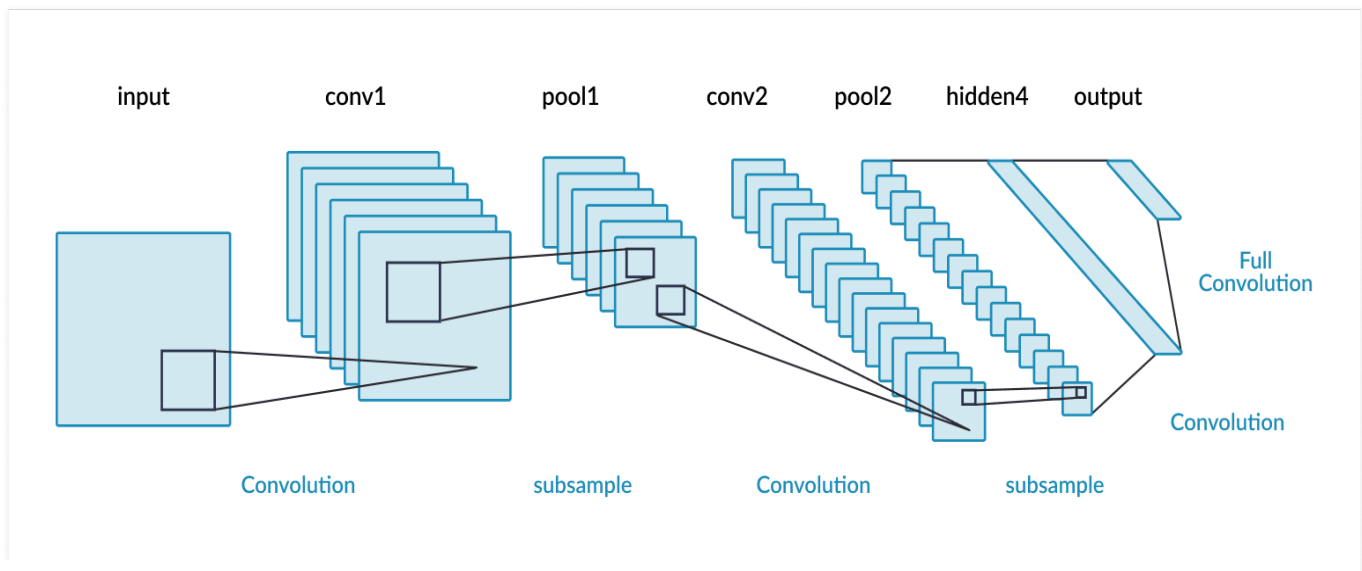 input
conv1
pool1
conv2
pool2
hidden4
output
Full
Convolution
Convolution
Convolution
subsample
Convolution
subsample